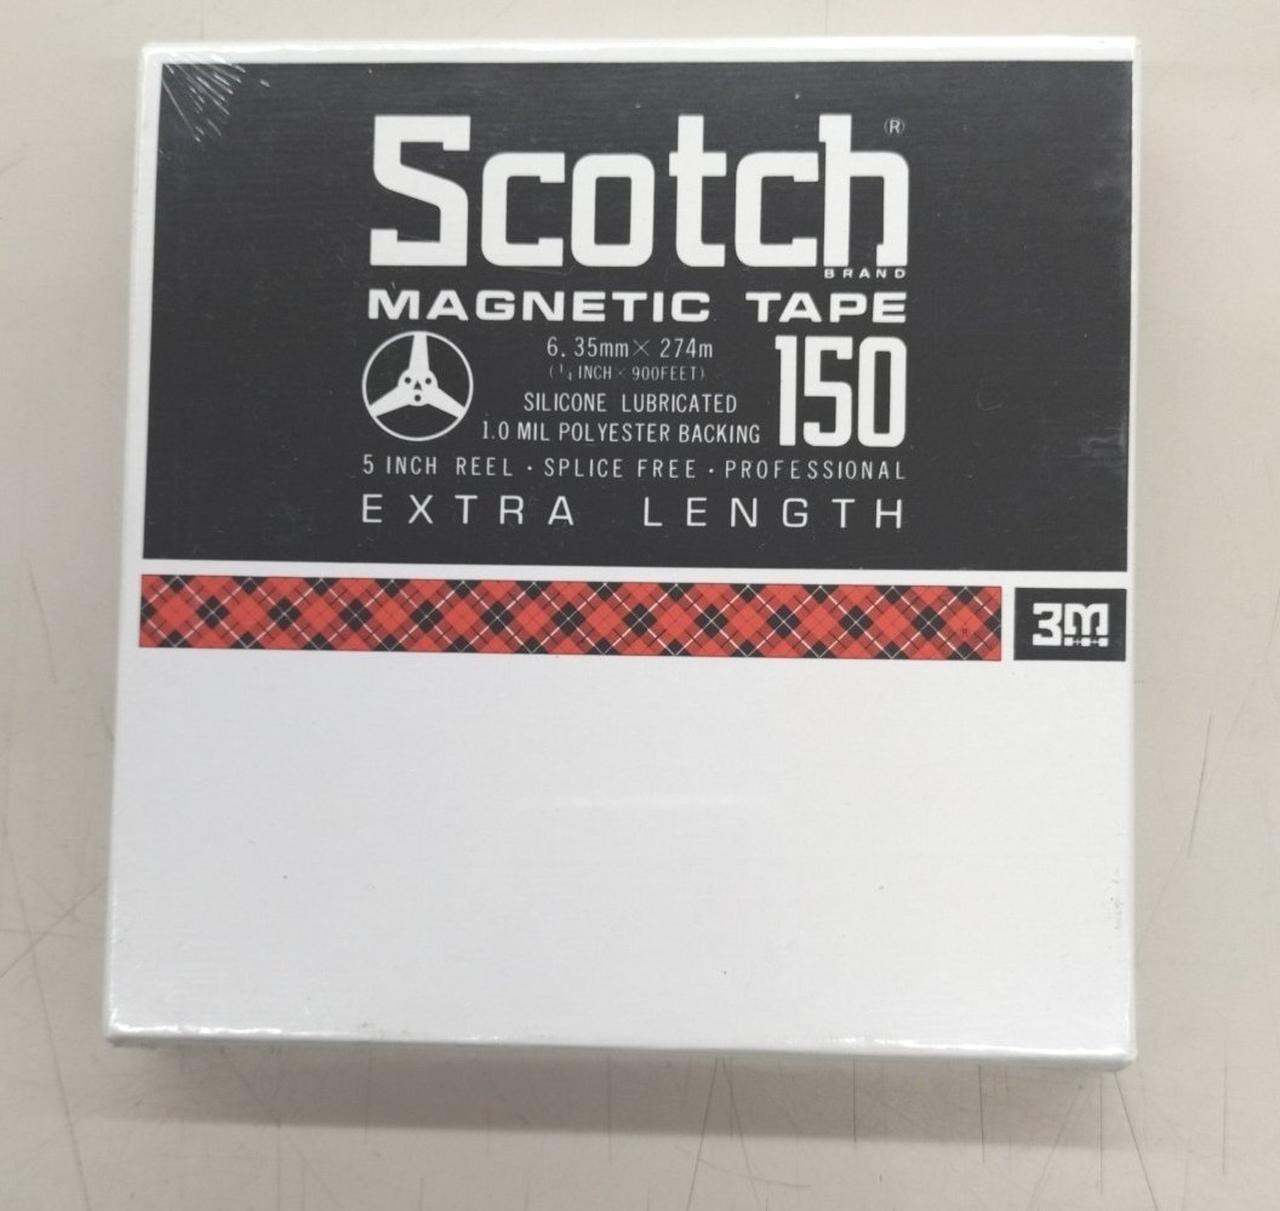 Scotch®
BRAND
MAGNETIC TAPE
6.35mm× 274m
(¼ INCH × 900FEET)
150
SILICONE LUBRICATED
1.0 MIL POLYESTER BACKING
5 INCH REEL · SPLICE FREE · PROFESSIONAL
EXTRA LENGTH
R
3M